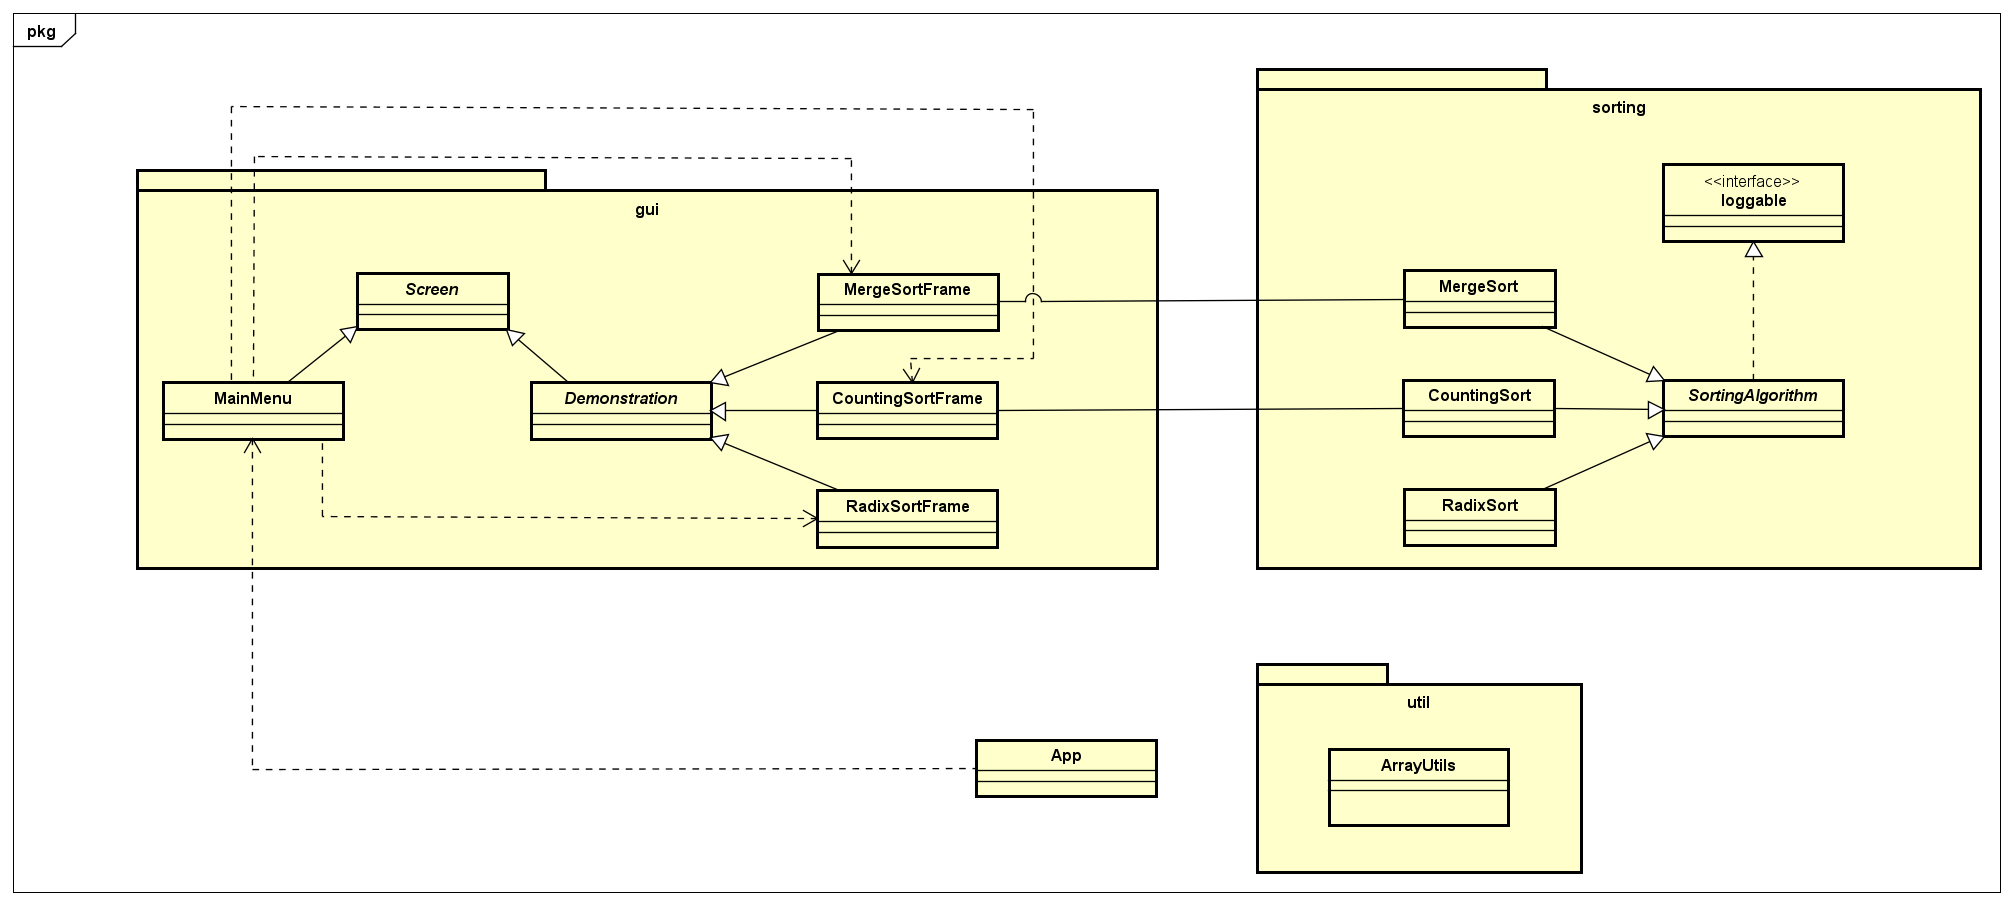 pkg
sorting
gui
<<interface>>
loggable
Screen
MergeSortFrame
MergeSort
MainMenu
Demonstration
CountingSortFrame
CountingSort
SortingAlgorithm
RadixSortFrame
RadixSort
util
App
ArrayUtils